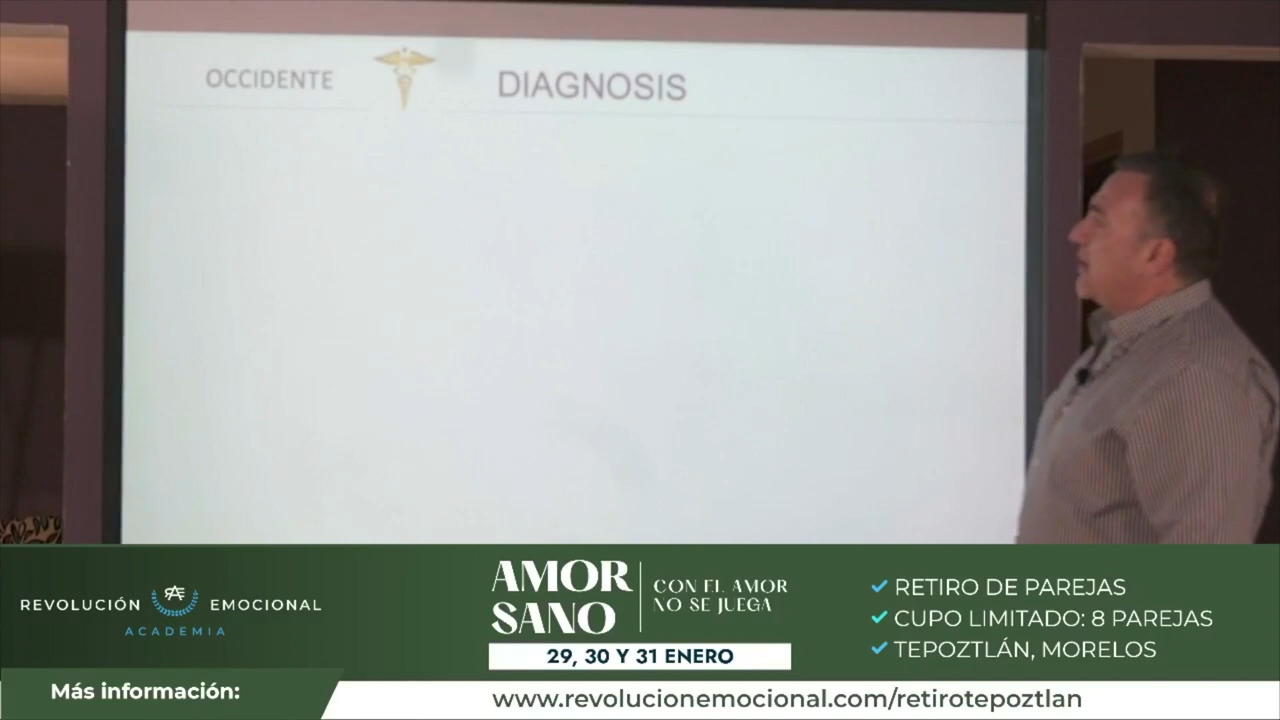 OCCIDENTE
DIAGNOSIS
REVOLUCIÓN EMOCIONAL
ACADEMIA
AMOR
SANO
CON EL AMOR
NO SE JUEGA
29, 30 Y 31 ENERO
RETIRO DE PAREJAS
CUPO LIMITADO: 8 PAREJAS
TEPOZTLÁN, MORELOS
Más información:
www.revolucionemocional.com/retirotepoztlan